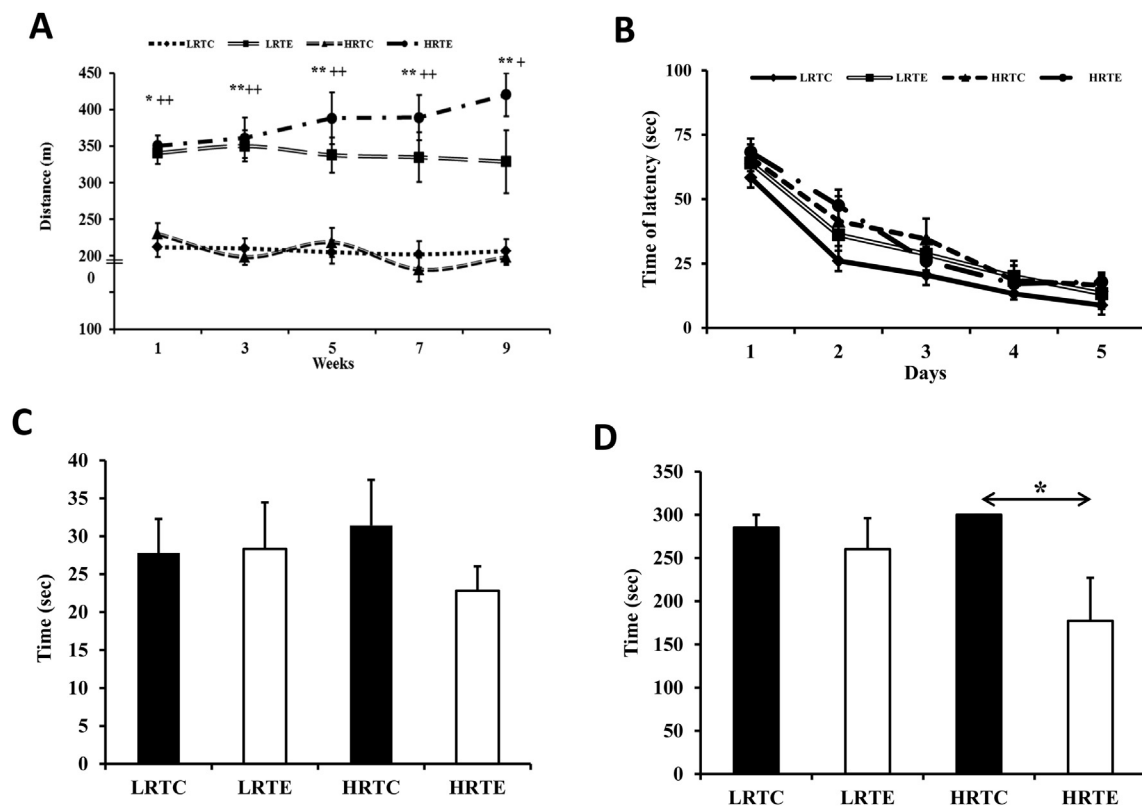 A
LRTC LRTE HRTC HRTE
450
400
350
300
250
200
0
100
Distance (m)
* ++
**++
** ++
** ++
** +
1 3 5 7 9
Weeks
B
LRTC LRTE HRTC HRTE
100
75
50
25
0
Time of latency (sec)
1 2 3 4 5
Days
C
40
35
30
25
20
15
10
5
0
Time (sec)
LRTC LRTE HRTC HRTE
D
350
300
250
200
150
100
50
0
Time (sec)
*
LRTC LRTE HRTC HRTE